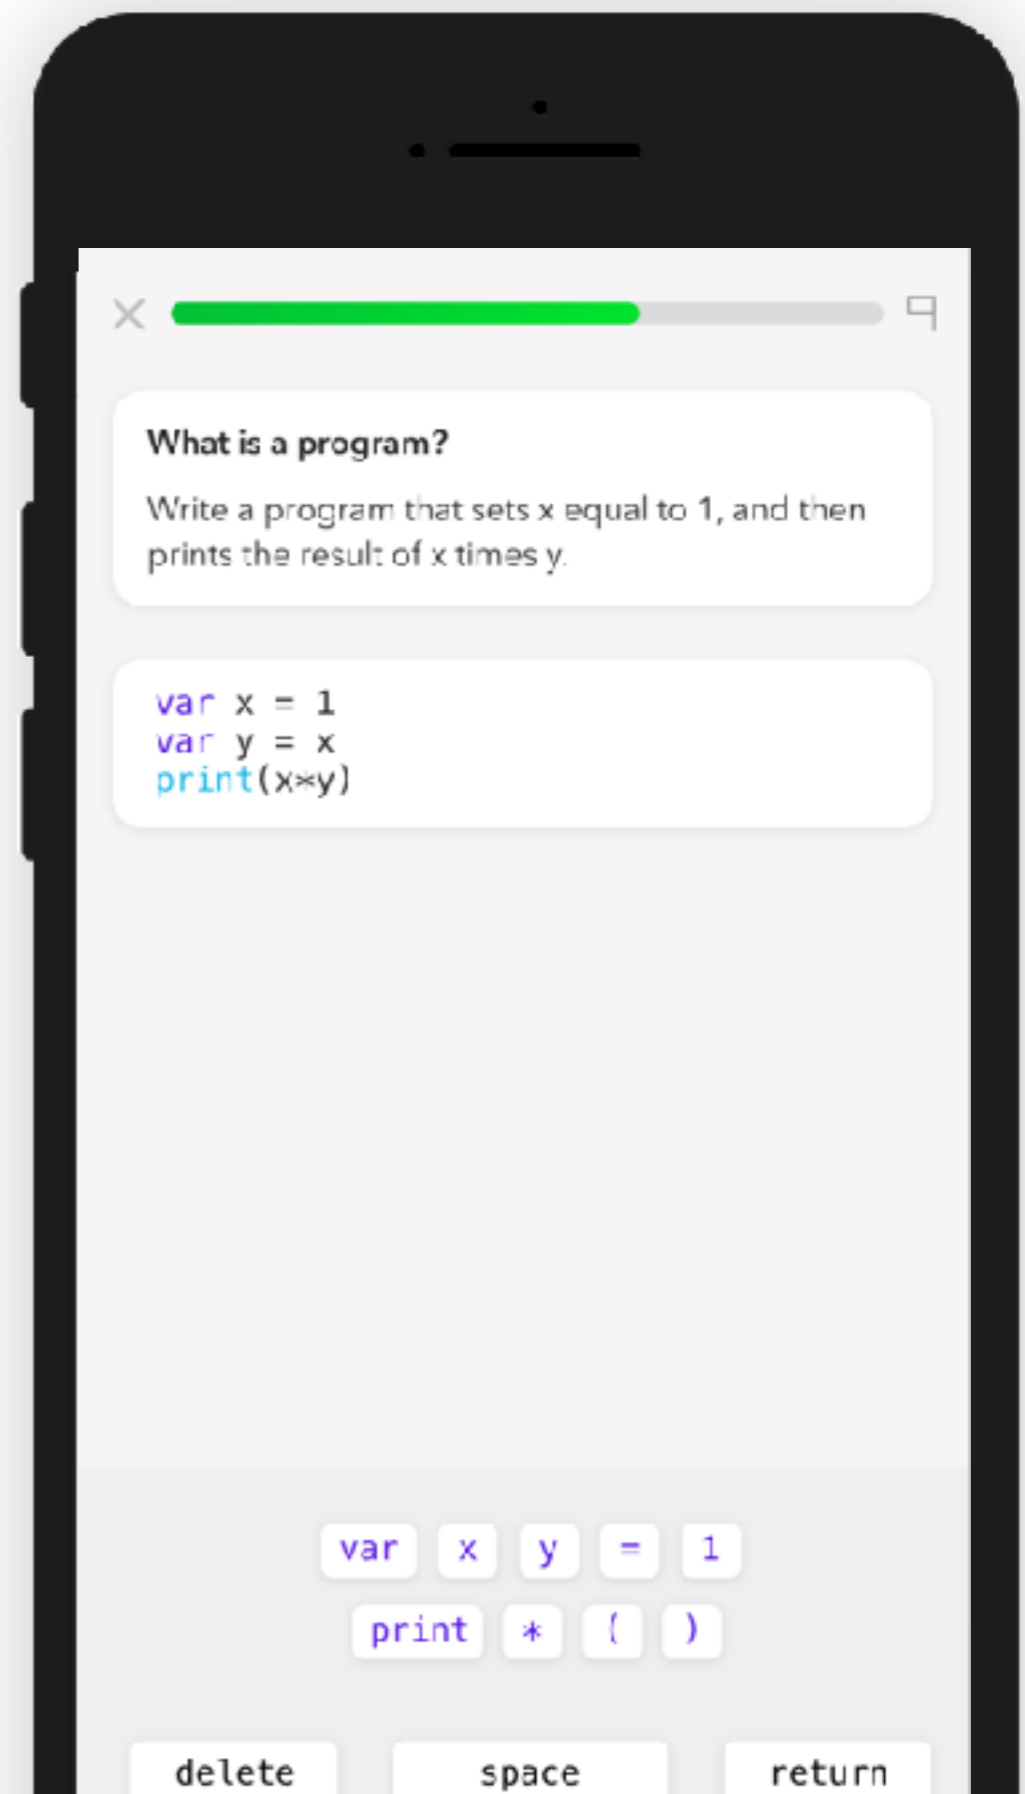 What is a program?
Write a program that sets x equal to 1, and then
prints the result of x times y.
var x = 1
var y = x
print(x*y)
var x y = 1
print * ( )
delete space return